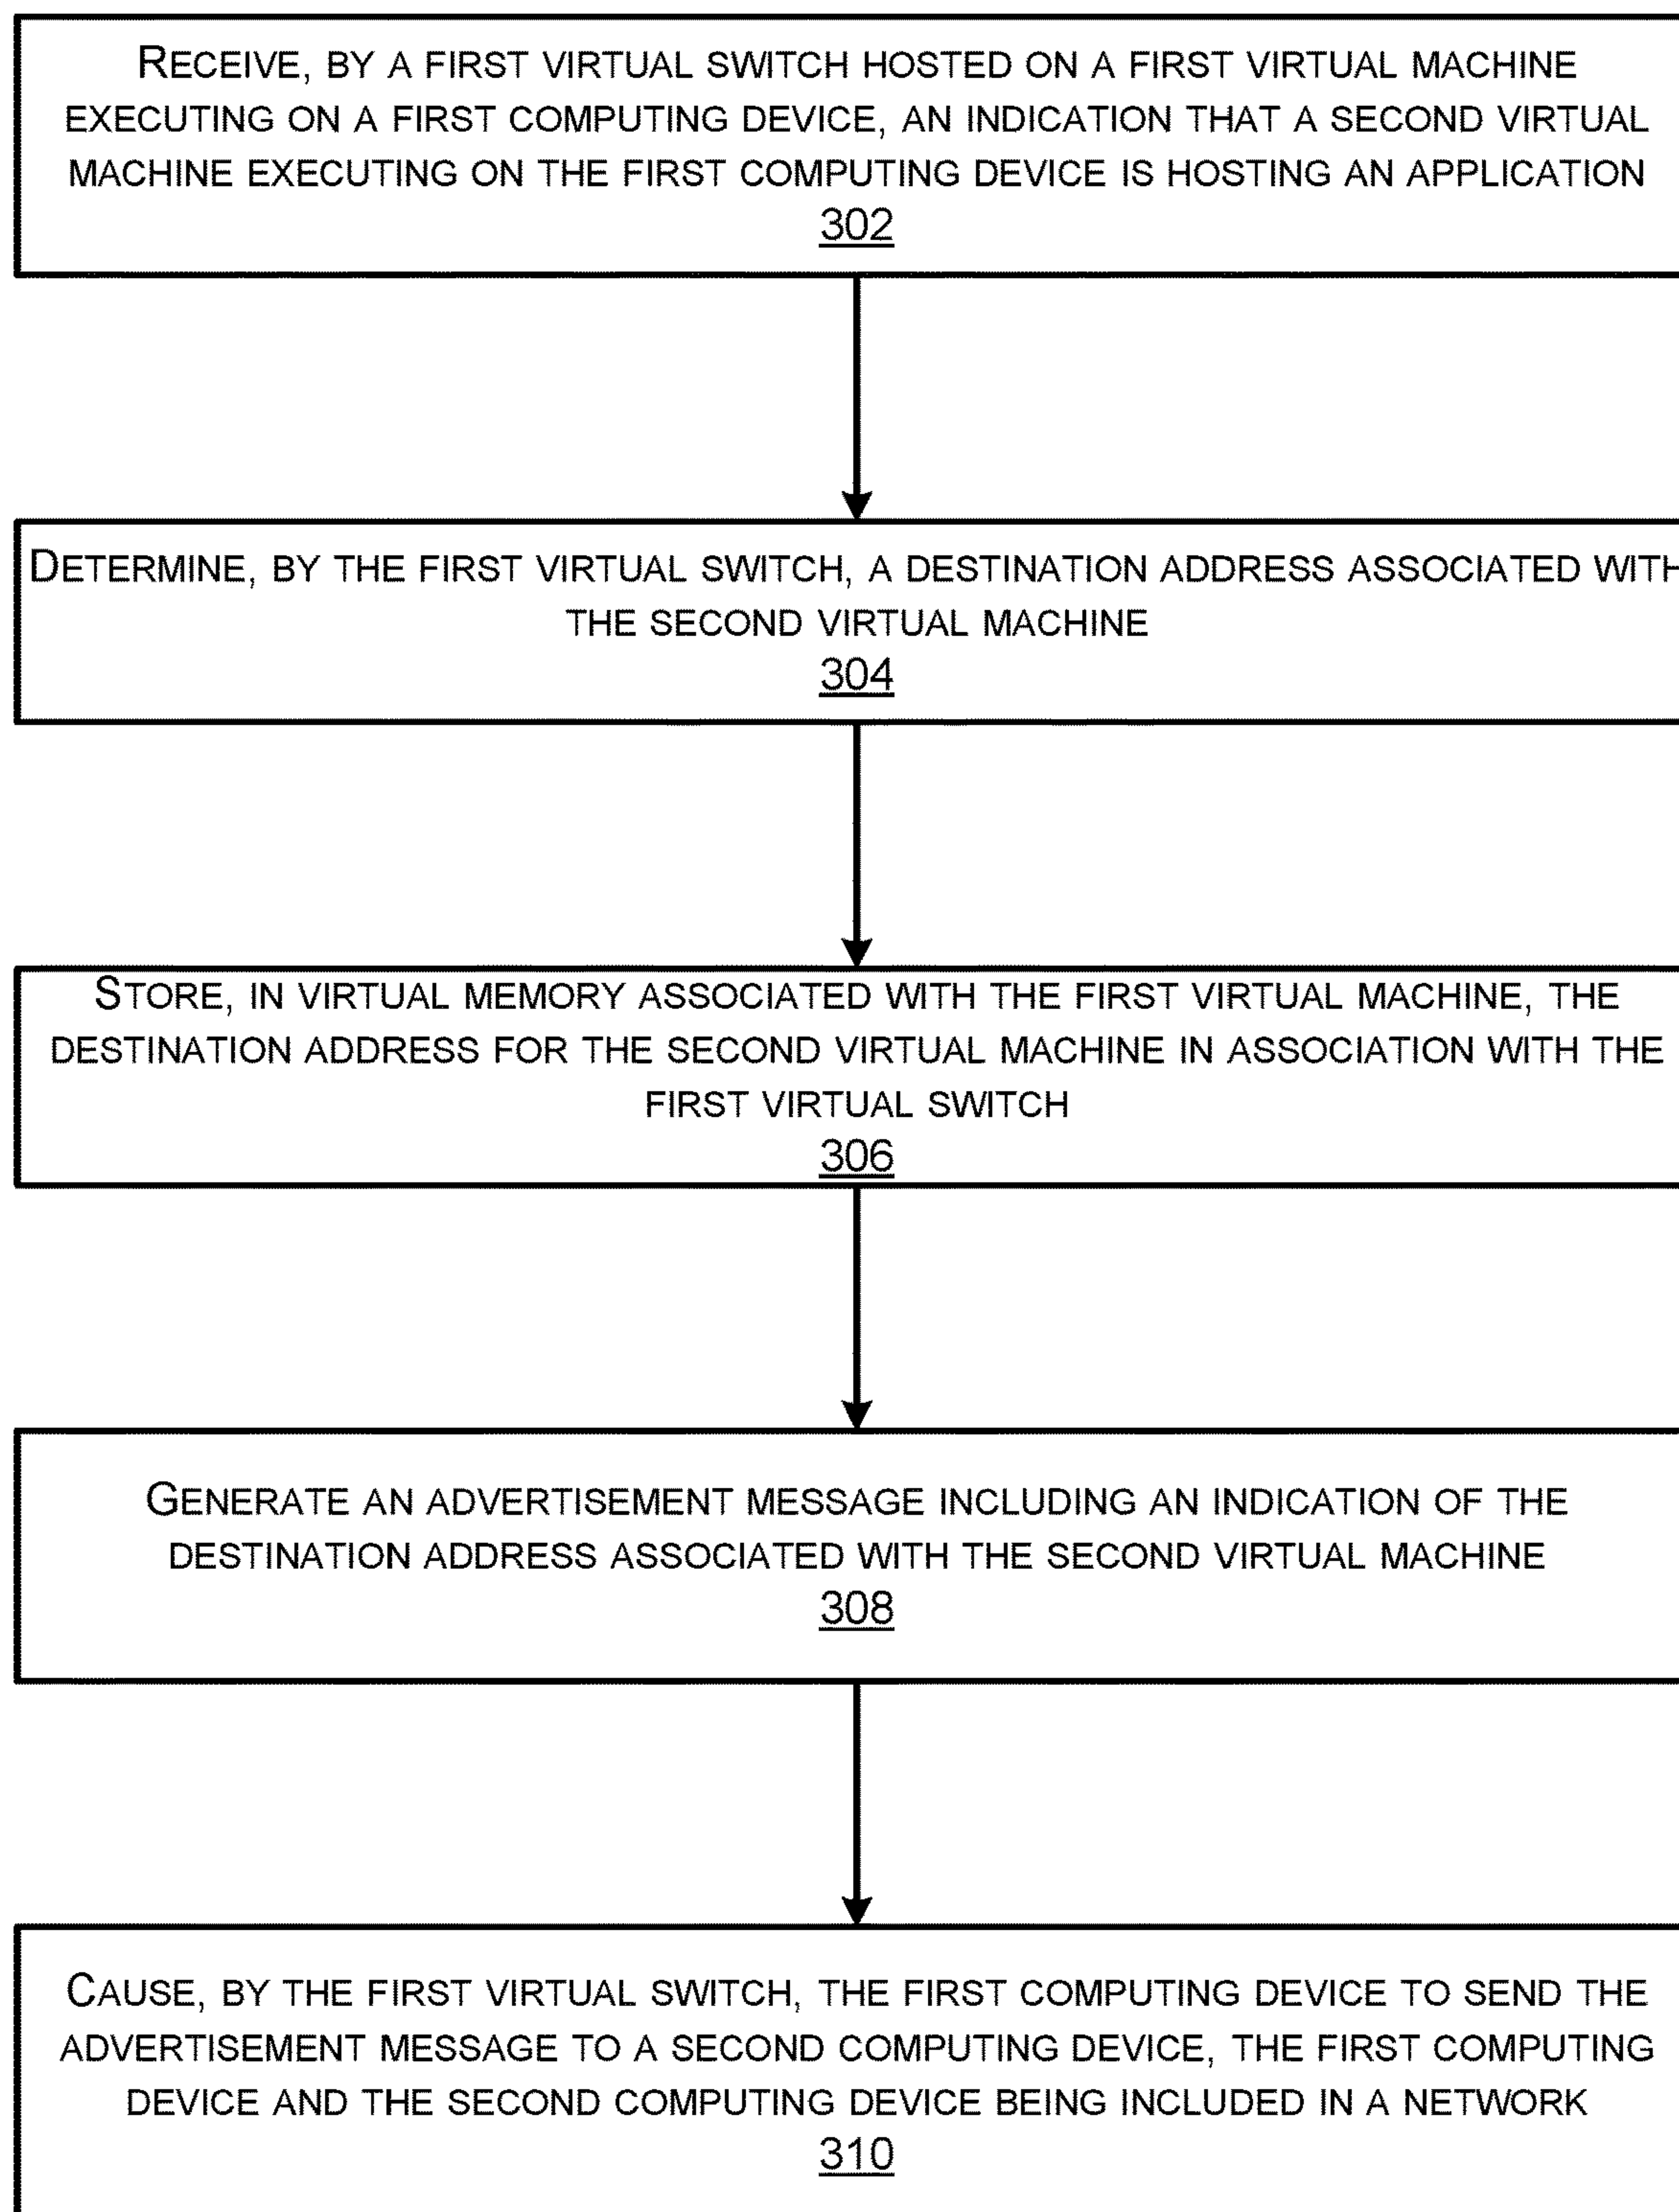 RECEIVE, BY A FIRST VIRTUAL SWITCH HOSTED ON A FIRST VIRTUAL MACHINE
EXECUTING ON A FIRST COMPUTING DEVICE, AN INDICATION THAT A SECOND VIRTUAL
MACHINE EXECUTING ON THE FIRST COMPUTING DEVICE IS HOSTING AN APPLICATION
302
DETERMINE, BY THE FIRST VIRTUAL SWITCH, A DESTINATION ADDRESS ASSOCIATED WITH
THE SECOND VIRTUAL MACHINE
304
STORE, IN VIRTUAL MEMORY ASSOCIATED WITH THE FIRST VIRTUAL MACHINE, THE
DESTINATION ADDRESS FOR THE SECOND VIRTUAL MACHINE IN ASSOCIATION WITH THE
FIRST VIRTUAL SWITCH
306
GENERATE AN ADVERTISEMENT MESSAGE INCLUDING AN INDICATION OF THE
DESTINATION ADDRESS ASSOCIATED WITH THE SECOND VIRTUAL MACHINE
308
CAUSE, BY THE FIRST VIRTUAL SWITCH, THE FIRST COMPUTING DEVICE TO SEND THE
ADVERTISEMENT MESSAGE TO A SECOND COMPUTING DEVICE, THE FIRST COMPUTING
DEVICE AND THE SECOND COMPUTING DEVICE BEING INCLUDED IN A NETWORK
310